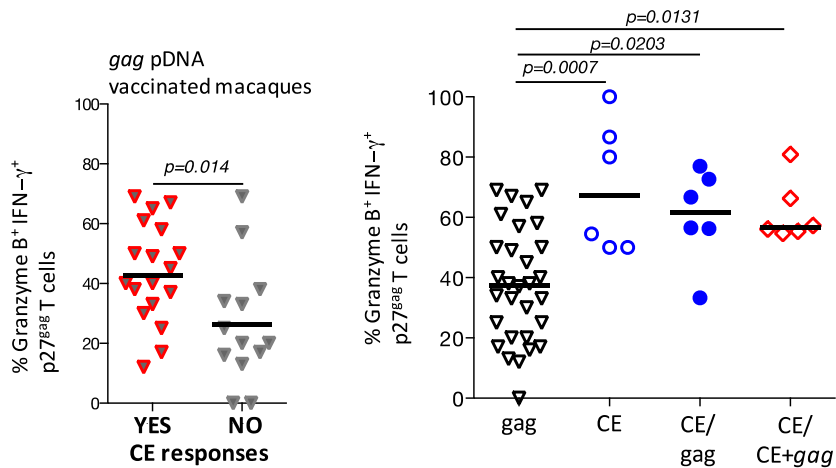 gag pDNA
vaccinated macaques
% Granzyme B⁺ IFN−γ⁺
p27ᵍᵃᵍ T cells
100
80
60
40
20
0
p=0.014
YES
NO
CE responses
% Granzyme B⁺ IFN−γ⁺
p27ᵍᵃᵍ T cells
100
80
60
40
20
0
p=0.0131
p=0.0203
p=0.0007
gag
CE
CE/
gag
CE/
CE+gag